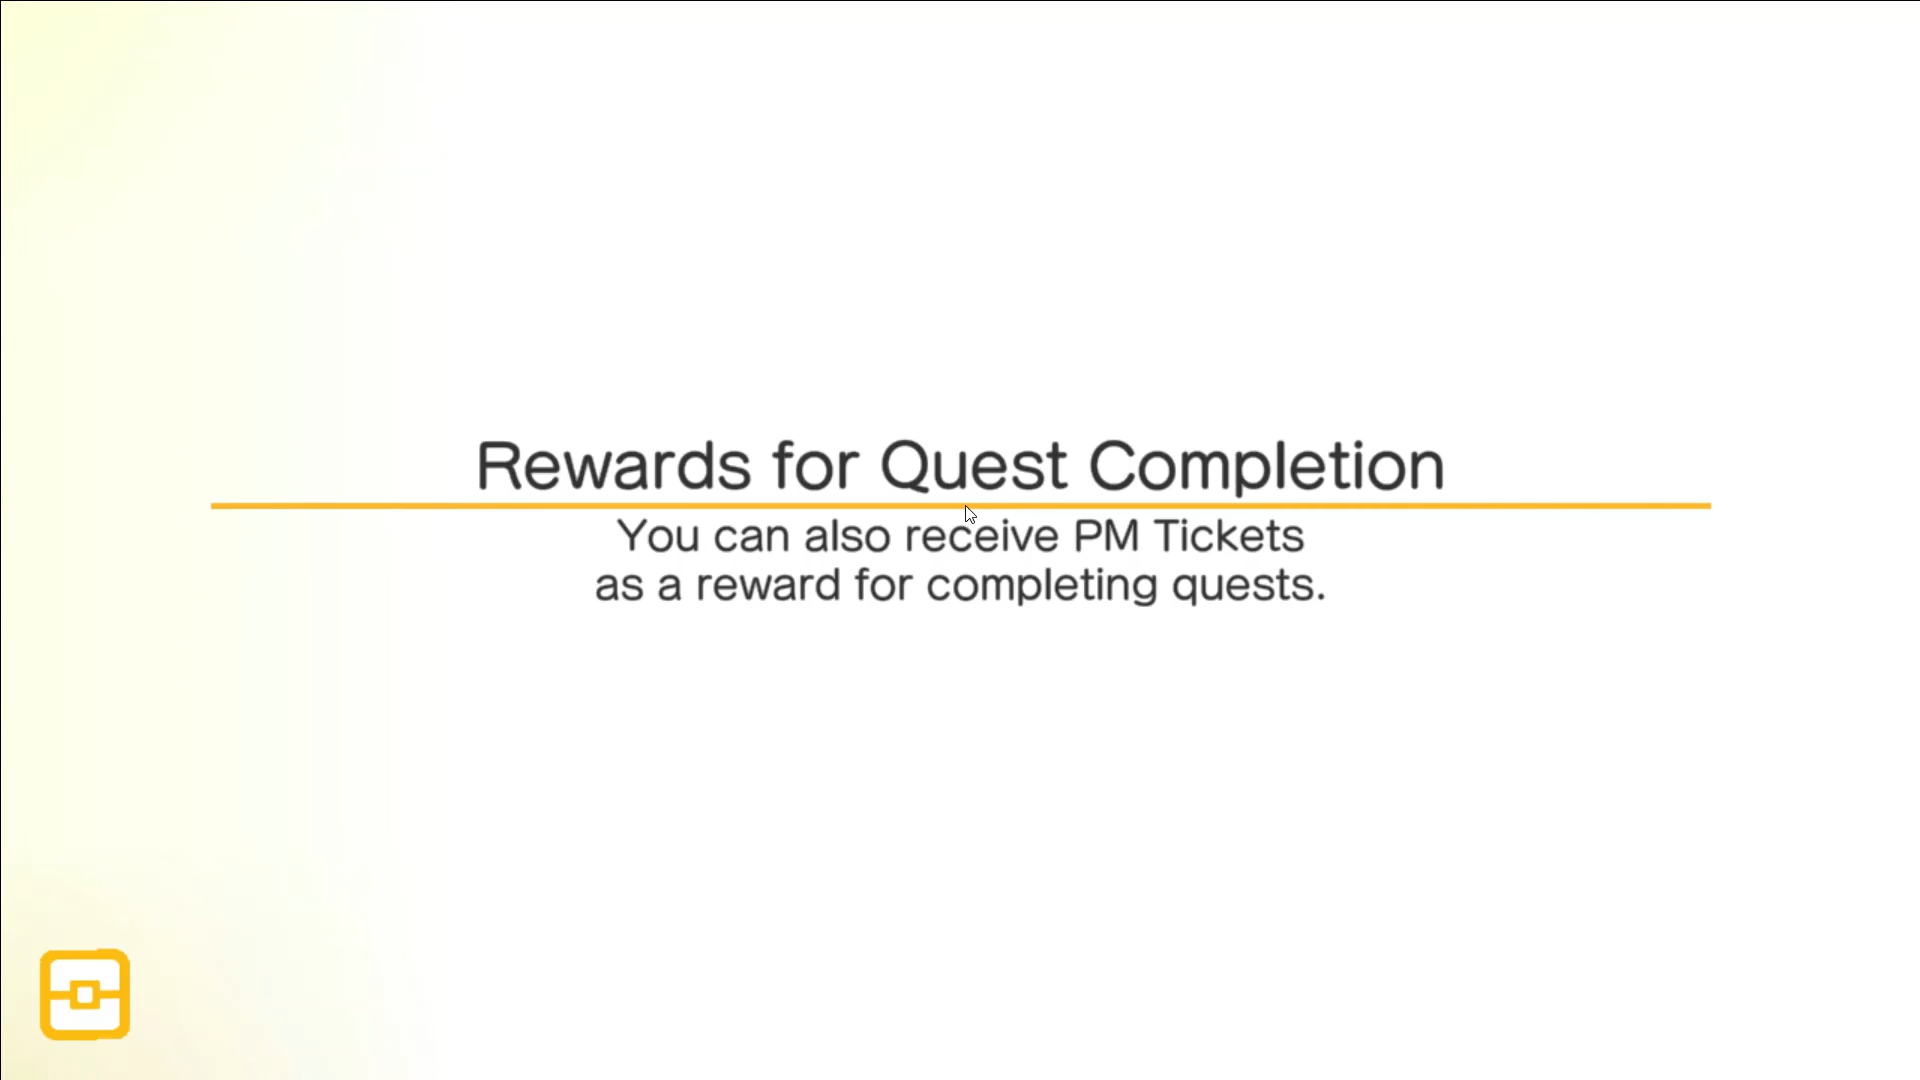 Rewards for Quest Completion
You can also receive PM Tickets
as a reward for completing quests.